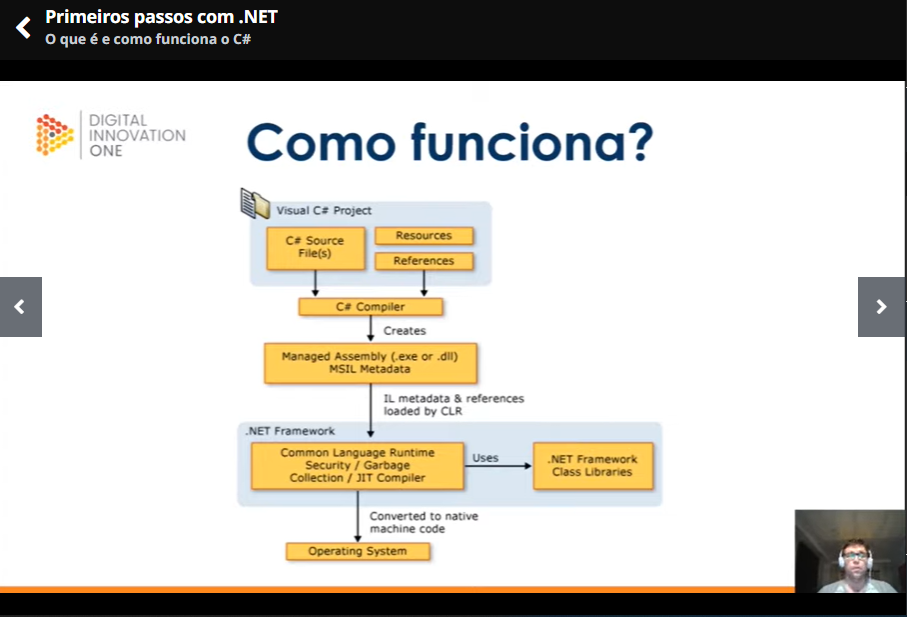 Primeiros passos com .NET
O que é e como funciona o C#
DIGITAL
INNOVATION
ONE
Como funciona?
Visual C# Project
C# Source
File(s)
Resources
References
C# Compiler
Creates
Managed Assembly (.exe or .dll)
MSIL Metadata
IL metadata & references
loaded by CLR
.NET Framework
Common Language Runtime
Security / Garbage
Collection / JIT Compiler
Uses
.NET Framework
Class Libraries
Converted to native
machine code
Operating System